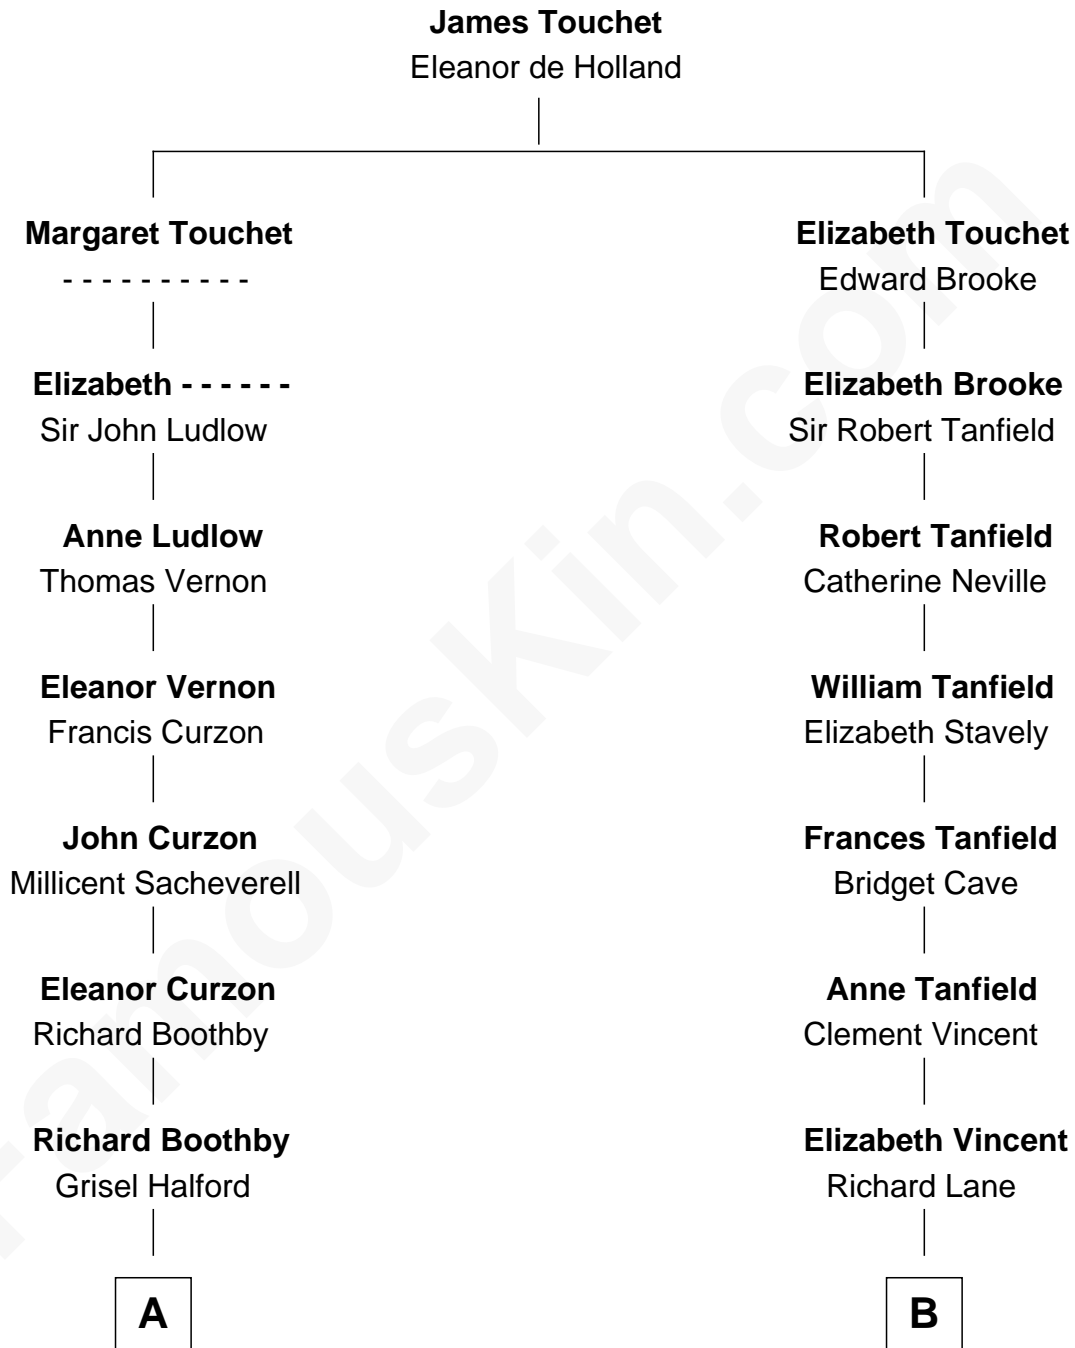 James Touchet
Eleanor de Holland
Margaret Touchet
- - - - - - - - - -
Elizabeth - - - - - -
Sir John Ludlow
Anne Ludlow
Thomas Vernon
Eleanor Vernon
Francis Curzon
John Curzon
Millicent Sacheverell
Eleanor Curzon
Richard Boothby
Richard Boothby
Grisel Halford
A
Elizabeth Touchet
Edward Brooke
Elizabeth Brooke
Sir Robert Tanfield
Robert Tanfield
Catherine Neville
William Tanfield
Elizabeth Stavely
Frances Tanfield
Bridget Cave
Anne Tanfield
Clement Vincent
Elizabeth Vincent
Richard Lane
B
FamousKin.com